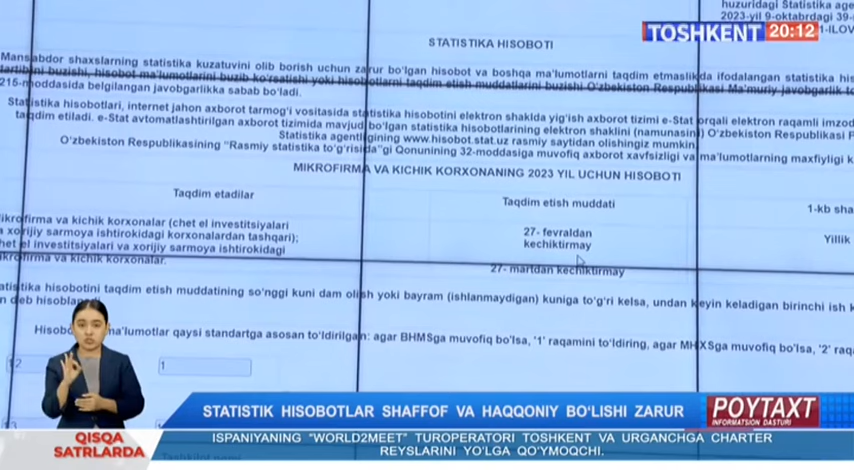 huzuridagi Statistika age
2023-yil 9-oktabrdagi 39-
1-ILOV
TOSHKENT 20:12
STATISTIKA HISOBOTI
Mansabdor shaxslarning statistika kuzatuvini olib borish uchun zarur bo'lgan hisobot va boshqa ma'lumotlarni taqdim etmaslikda ifodalangan statistika his
tartibini buzishi, hisobot ma'lumotlarini buzib ko'rsatishi yoki hisobotlarni taqdim etish muddatlarini buzishi O'zbekiston Respublikasi Ma'muriy javobgarlik to
215-moddasida belgilangan javobgarlikka sabab bo'ladi.
Statistika hisobotlari, internet jahon axborot tarmog'i vositasida statistika hisobotini elektron shaklda yig'ish axborot tizimi e-Stat orqali elektron raqamli imzod
taqdim etiladi. e-Stat avtomatlashtirilgan axborot tizimida mavjud bo'lgan statistika hisobotlarining elektron shaklini (namunasini) O'zbekiston Respublikasi P
Statistika agentligining www.hisobot.stat.uz rasmiy saytidan olishingiz mumkin.
O'zbekiston Respublikasining "Rasmiy statistika to'g'risida"gi Qonunining 32-moddasiga muvofiq axborot xavfsizligi va ma'lumotlarning maxfiyligi k
MIKROFIRMA VA KICHIK KORXONANING 2023 YIL UCHUN HISOBOTI
Taqdim etadilar
Taqdim etish muddati
1-kb sha
ikrofirma va kichik korxonalar (chet el investitsiyalari
a xorijiy sarmoya ishtirokidagi korxonalardan tashqari);
27- fevraldan
kechiktirmay
Yillik
het el investitsiyalari va xorijiy sarmoya ishtirokidagi
ikrofirma va kichik korxonalar.
27- martdan kechiktirmay
atistika hisobotini taqdim etish muddatining so'nggi kuni dam olish yoki bayram (ishlanmaydigan) kuniga to'g'ri kelsa, undan keyin keladigan birinchi ish k
n deb hisoblan
Hisobo ma'lumotlar qaysi standartga asosan to'ldirilgan: agar BHMSga muvofiq bo'lsa, '1' raqamini to'ldiring, agar MHXSga muvofiq bo'lsa, '2' raqa
12
1
STATISTIK HISOBOTLAR SHAFFOF VA HAQQONIY BO'LISHI ZARUR
POYTAXT
INFORMATSION DASTURI
QISQA
SATRLARDA
ISPANIYANING "WORLD2MEET" TUROPERATORI TOSHKENT VA URGANCHGA CHARTER
REYSLARINI YO'LGA QO'YMOQCHI.